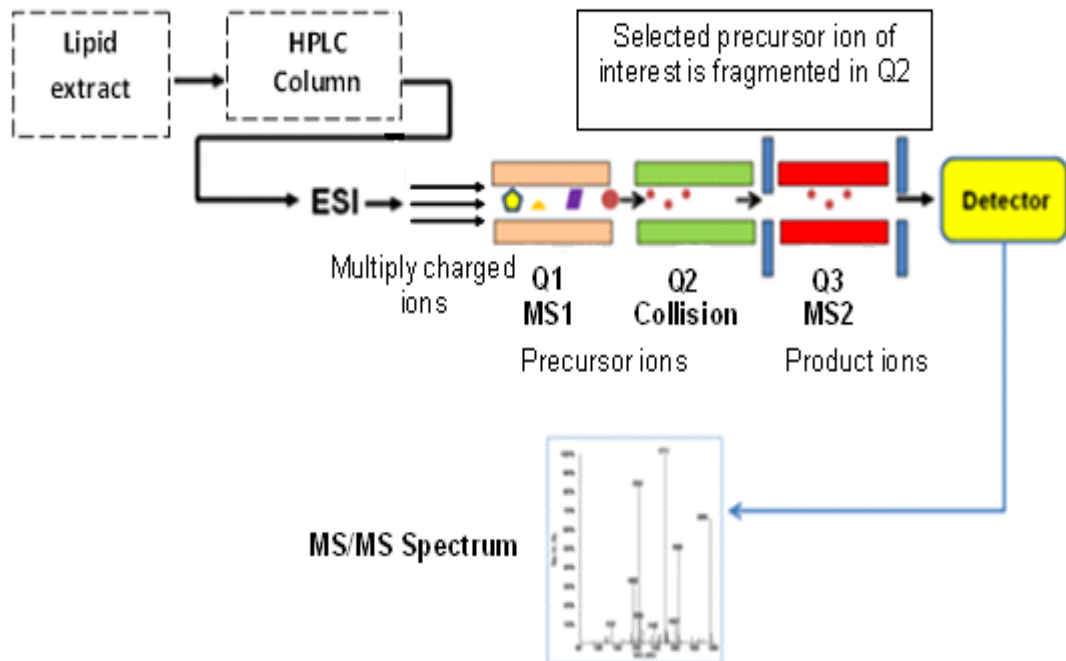 Lipid
extract
HPLC
Column
Selected precursor ion of
interest is fragmented in Q2
ESI
Detector
Multiply charged
ions
Q1
MS1
Q2
Collision
Q3
MS2
Precursor ions
Product ions
MS/MS Spectrum
100%